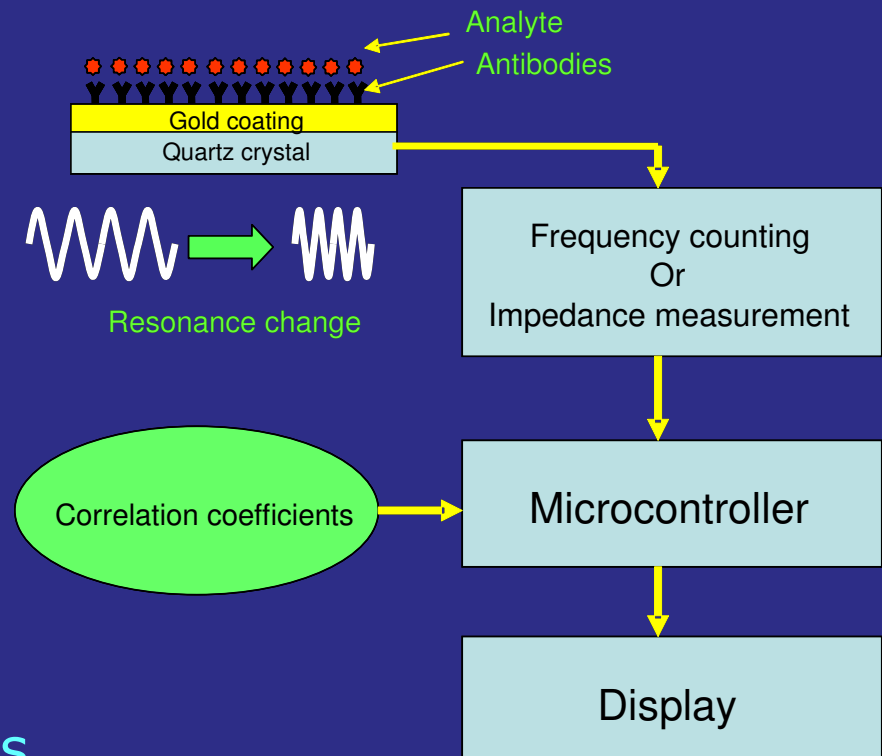 Analyte
Antibodies
Gold coating
Quartz crystal
Frequency counting
Or
Impedance measurement
Resonance change
Correlation coefficients
Microcontroller
Display
s